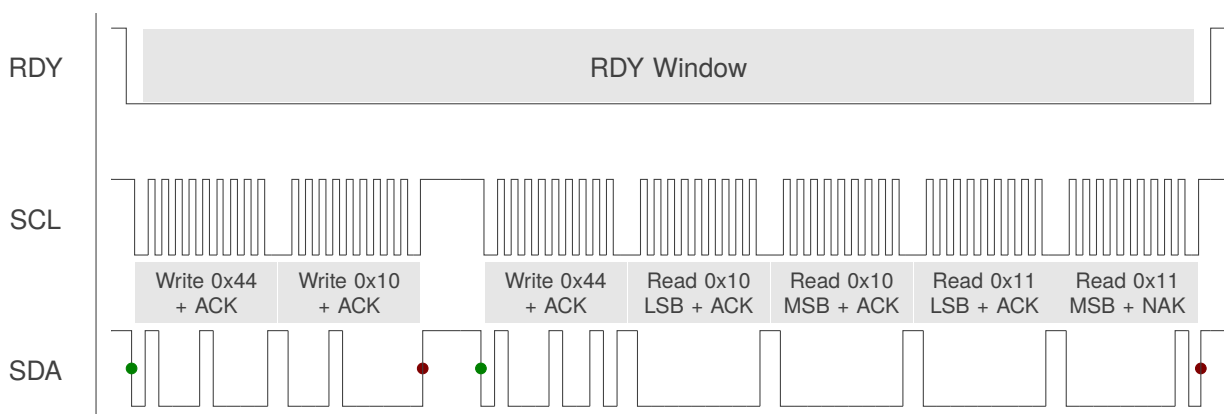 RDY
RDY Window
SCL
Write 0x44
+ ACK
Write 0x10
+ ACK
Write 0x44
+ ACK
Read 0x10
LSB + ACK
Read 0x10
MSB + ACK
Read 0x11
LSB + ACK
Read 0x11
MSB + NAK
SDA